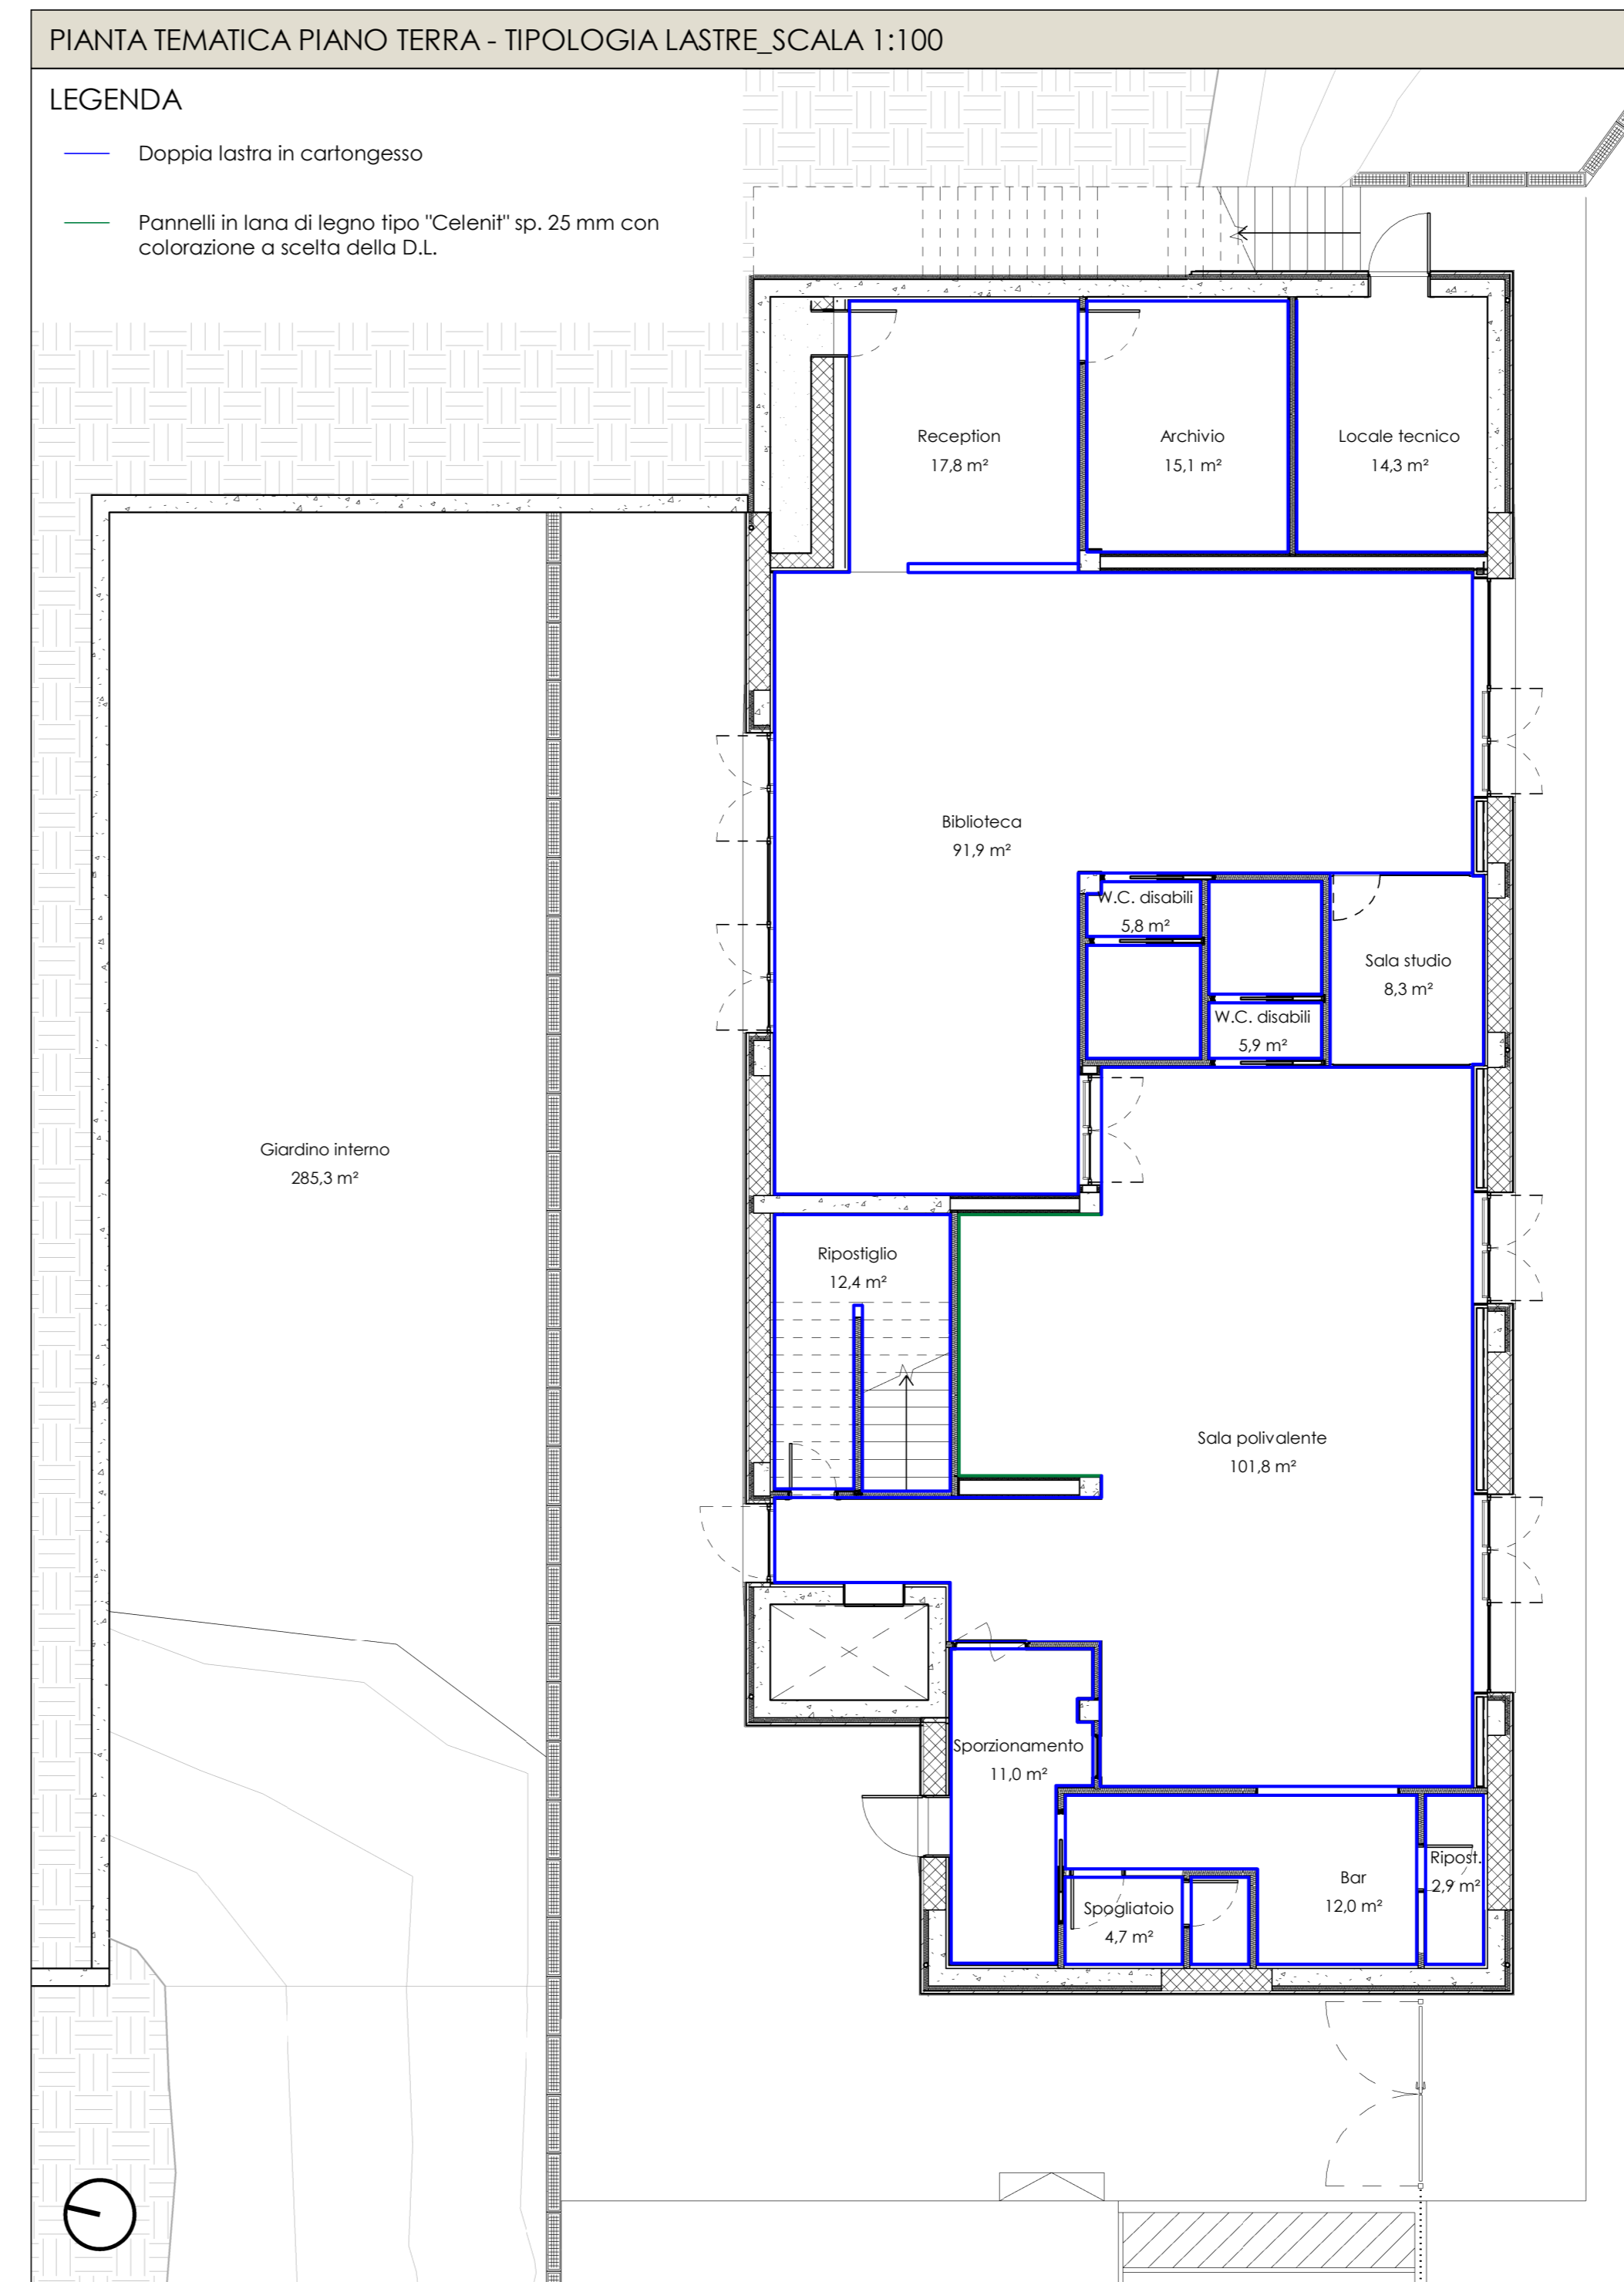 PIANTA TEMATICA PIANO TERRA - TIPOLOGIA LASTRE_SCALA 1:100
LEGENDA
Doppia lastra in cartongesso
Pannelli in lana di legno tipo "Celenit" sp. 25 mm con
colorazione a scelta della D.L.
Reception
17,8 m²
Archivio
15,1 m²
Locale tecnico
14,3 m²
Biblioteca
91,9 m²
W.C. disabili
5,8 m²
Sala studio
8,3 m²
W.C. disabili
5,9 m²
Giardino interno
285,3 m²
Ripostiglio
12,4 m²
Sala polivalente
101,8 m²
Sporzionamento
11,0 m²
Ripost.
2,9 m²
Bar
12,0 m²
Spogliatoio
4,7 m²